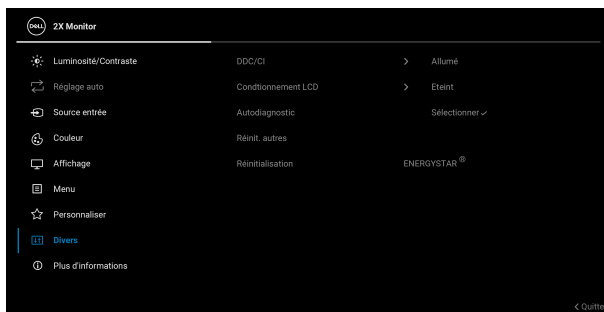 DELL 2X Monitor
Luminosité/Contraste DDC/CI > Allumé
Réglage auto Condtionnement LCD > Eteint
Source entrée Autodiagnostic Sélectionner✓
Couleur Réinit. autres
Affichage Réinitialisation ENERGYSTAR ®
Menu
Personnaliser
Divers
Plus d'informations
< Quitte